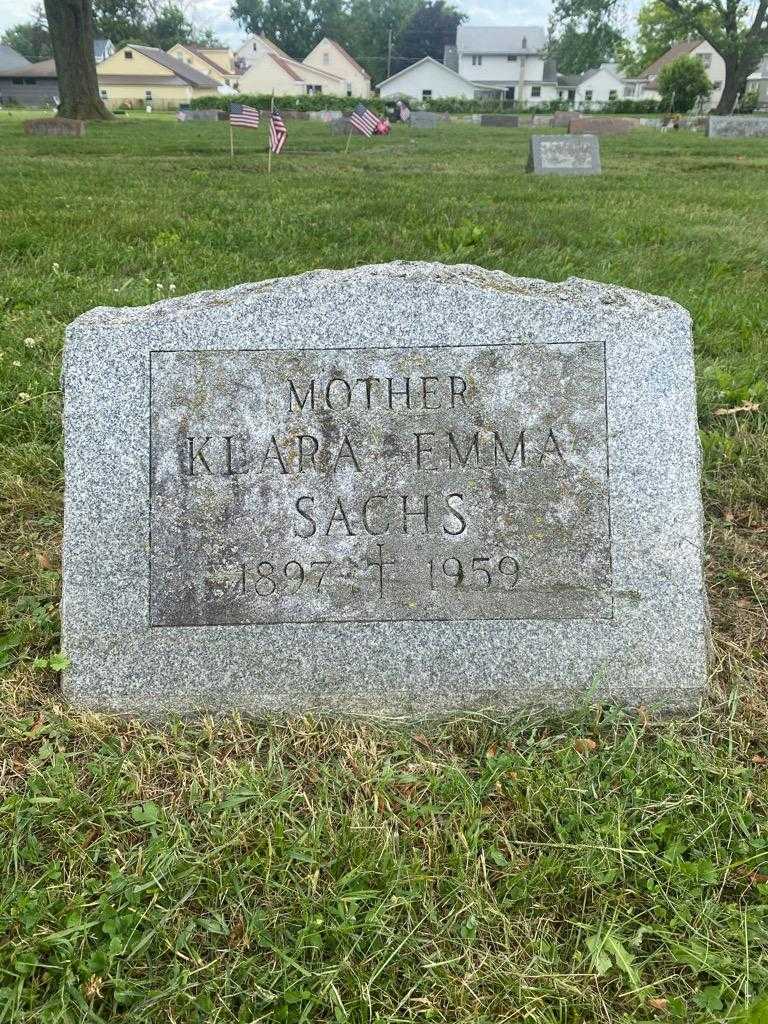 MOTHER
KLARA EMMA
SACHS
1897 1959